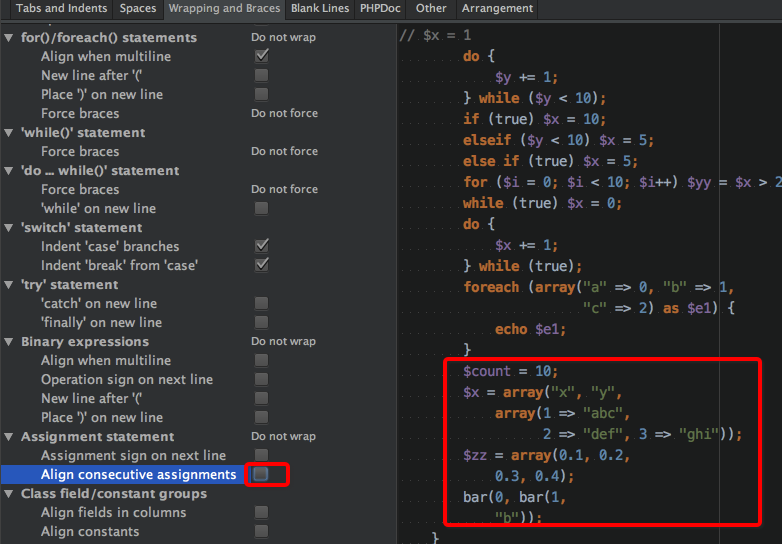 Tabs and Indents Spaces Wrapping and Braces Blank Lines PHPDoc Other Arrangement
for()/foreach() statements Do not wrap
Align when multiline
New line after '('
Place ')' on new line
Force braces Do not force
'while()' statement
Force braces Do not force
'do ... while()' statement
Force braces Do not force
'while' on new line
'switch' statement
Indent 'case' branches
Indent 'break' from 'case'
'try' statement
'catch' on new line
'finally' on new line
Binary expressions Do not wrap
Align when multiline
Operation sign on next line
New line after '('
Place ')' on new line
Assignment statement Do not wrap
Assignment sign on next line
Align consecutive assignments
Class field/constant groups
Align fields in columns
Align constants
// $x = 1
do {
$y += 1;
} while ($y < 10);
if (true) $x = 10;
elseif ($y < 10) $x = 5;
else if (true) $x = 5;
for ($i = 0; $i < 10; $i++) $yy = $x > 2
while (true) $x = 0;
do {
$x += 1;
} while (true);
foreach (array("a" => 0, "b" => 1,
"c" => 2) as $e1) {
echo $e1;
}
$count = 10;
$x = array("x", "y",
array(1 => "abc",
2 => "def", 3 => "ghi"));
$zz = array(0.1, 0.2,
0.3, 0.4);
bar(0, bar(1,
"b"));
}